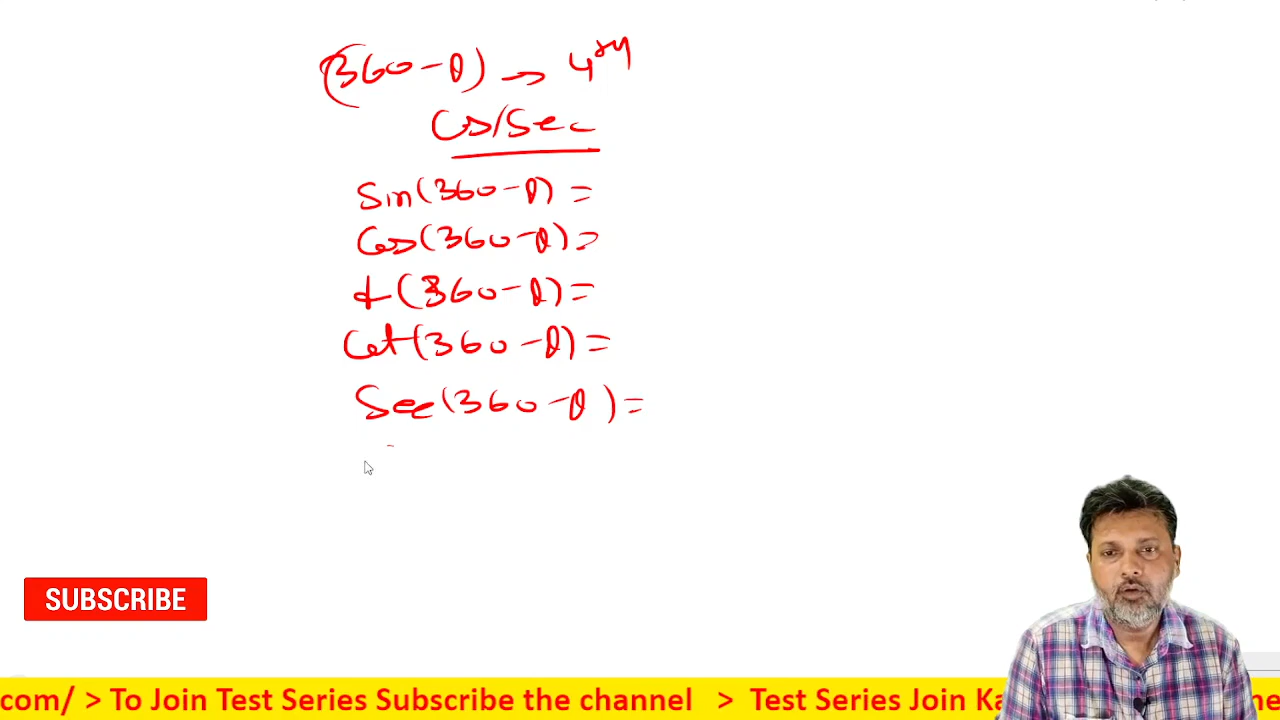 (360-θ) → 4th
Cos/Sec
Sin(360-θ) =
Cos(360-θ) =
t(360-θ) =
Cot(360-θ) =
Sec(360-θ) =
SUBSCRIBE
.com/ > To Join Test Series Subscribe the channel > Test Series Join Ka